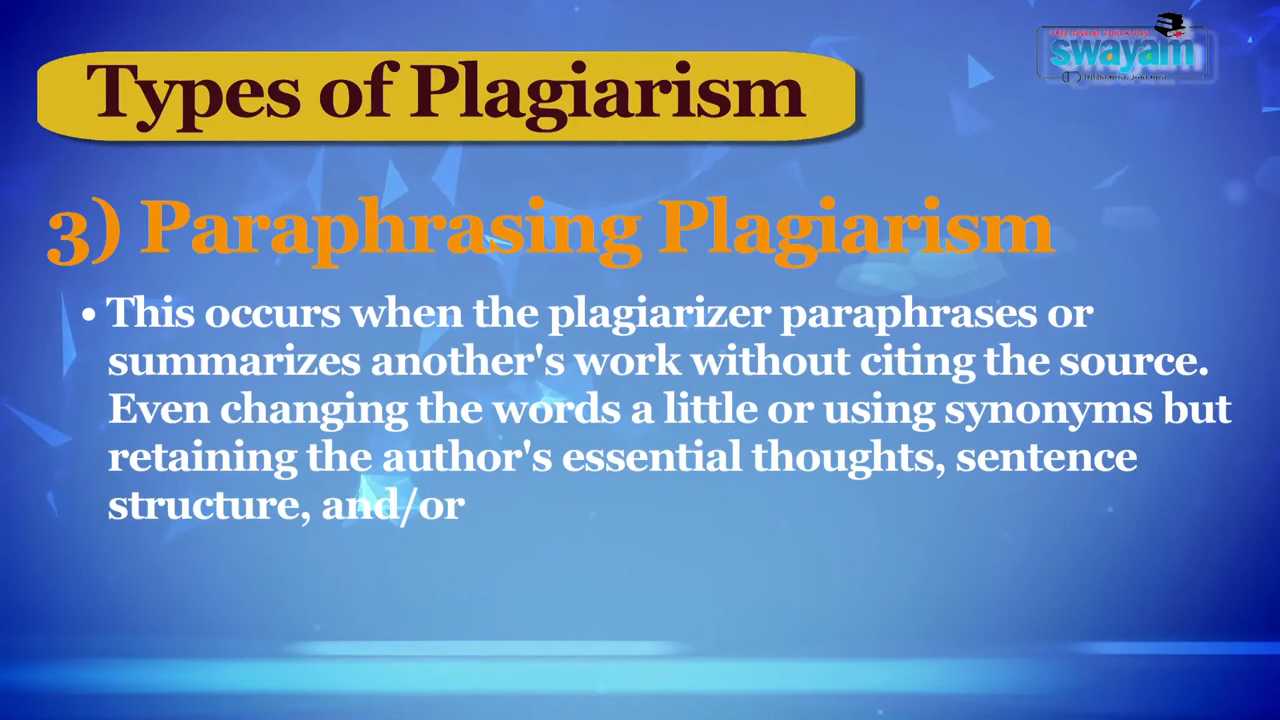 swayam
Types of Plagiarism
3) Paraphrasing Plagiarism
• This occurs when the plagiarizer paraphrases or
summarizes another's work without citing the source.
Even changing the words a little or using synonyms but
retaining the author's essential thoughts, sentence
structure, and/or